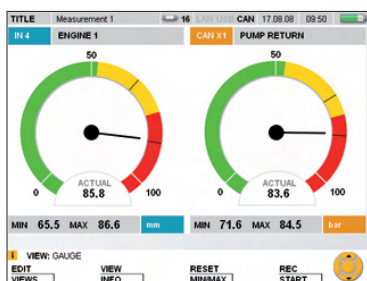 TITLE Measurement 1 16 LAN USB CAN 17.08.08 09:50
IN 4 ENGINE 1 CAN X1 PUMP RETURN
50 50
0 ACTUAL 85.8 100 0 ACTUAL 83,6 100
MIN 65.5 MAX 86.6 mm MIN 71.6 MAX 84.5 bar
i VIEW: GAUGE
EDIT VIEW RESET REC
VIEWS INFO MIN/MAX START